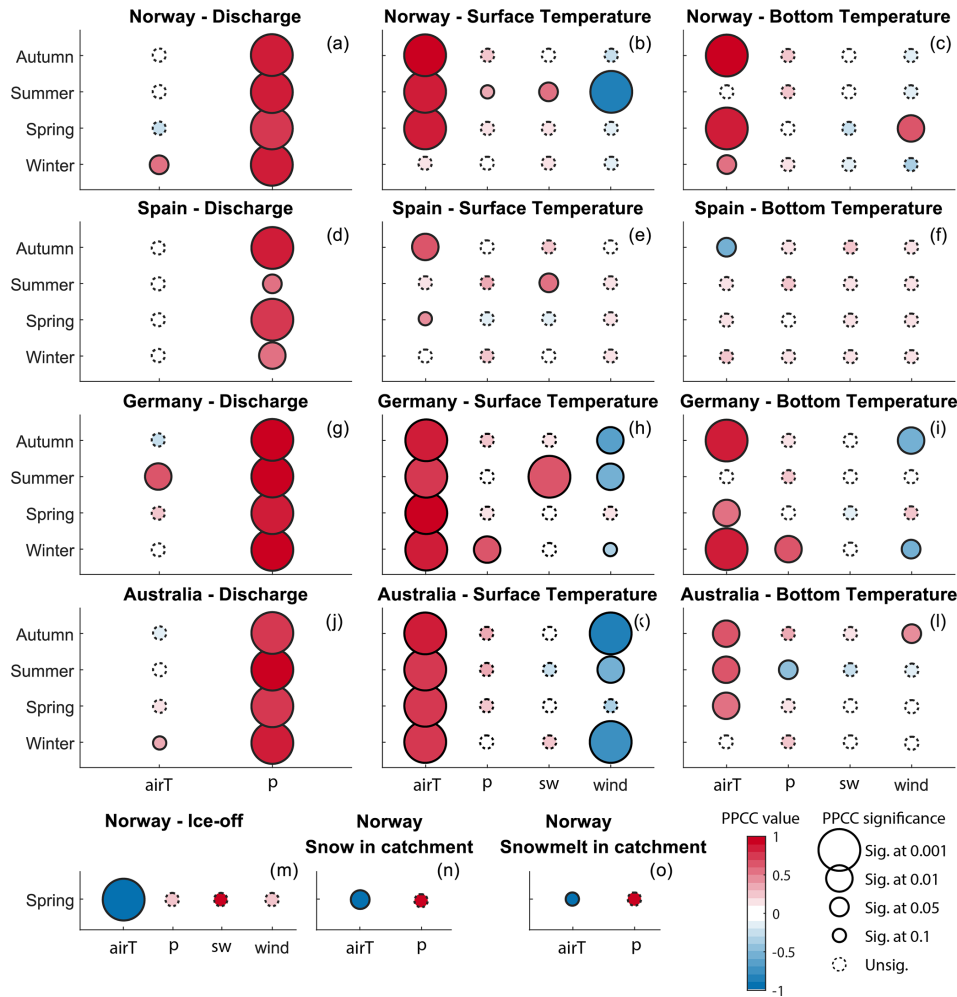 Norway - Discharge
Norway - Surface Temperature
Norway - Bottom Temperature
(a)
(b)
(c)
Autumn
Summer
Spring
Winter
Spain - Discharge
Spain - Surface Temperature
Spain - Bottom Temperature
(d)
(e)
(f)
Autumn
Summer
Spring
Winter
Germany - Discharge
Germany - Surface Temperature
Germany - Bottom Temperature
(g)
(h)
(i)
Autumn
Summer
Spring
Winter
Australia - Discharge
Australia - Surface Temperature
Australia - Bottom Temperature
(j)
(k)
(l)
Autumn
Summer
Spring
Winter
airT p
airT p sw wind
airT p sw wind
Norway - Ice-off
(m)
Spring
airT p sw wind
Norway
Snow in catchment
(n)
airT p
Norway
Snowmelt in catchment
(o)
airT p
PPCC value
1
0.5
0
-0.5
-1
PPCC significance
Sig. at 0.001
Sig. at 0.01
Sig. at 0.05
Sig. at 0.1
Unsig.